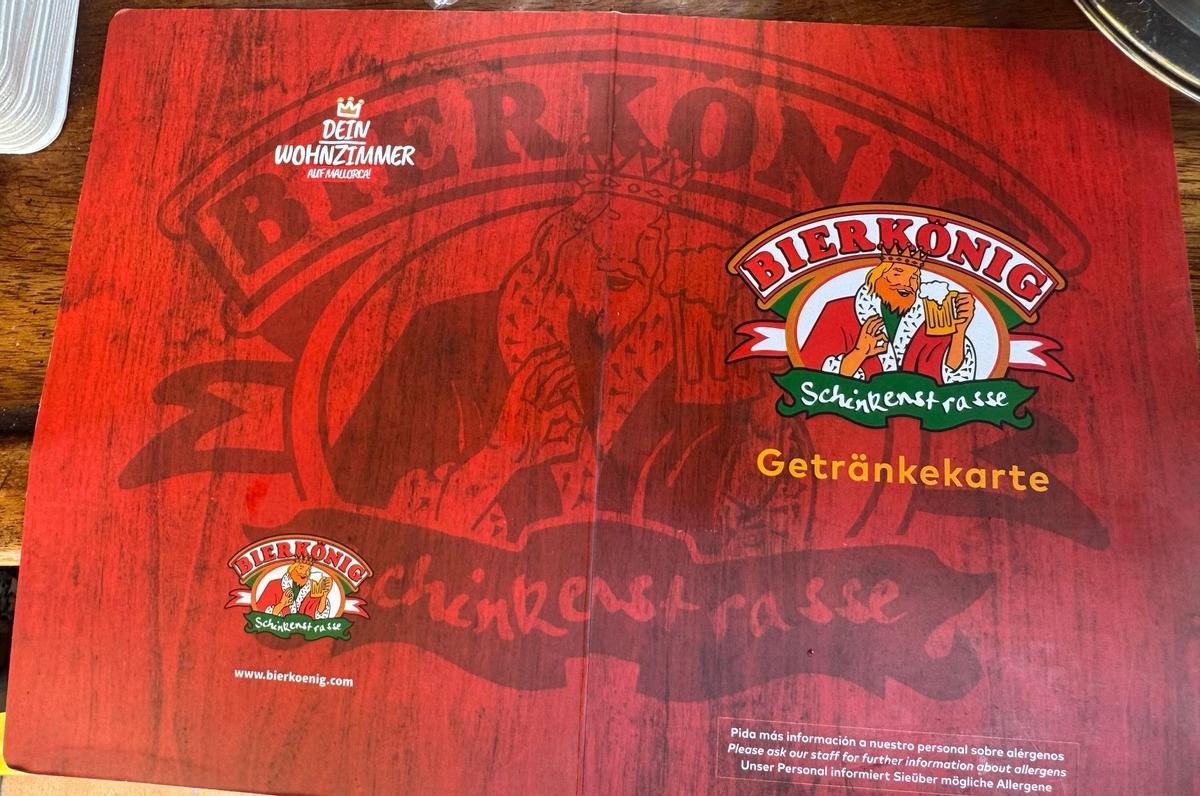 BIERKÖNIG
Schinkenstrasse
DEIN
WOHNZIMMER
AUF MALLORCA!
BIERKÖNIG
Schinkenstrasse
www.bierkoenig.com
BIERKÖNIG
Schinkenstrasse
Getränkekarte
Pida más información a nuestro personal sobre alérgenos
Please ask our staff for further information about allergens
Unser Personal informiert Sieüber mögliche Allergene